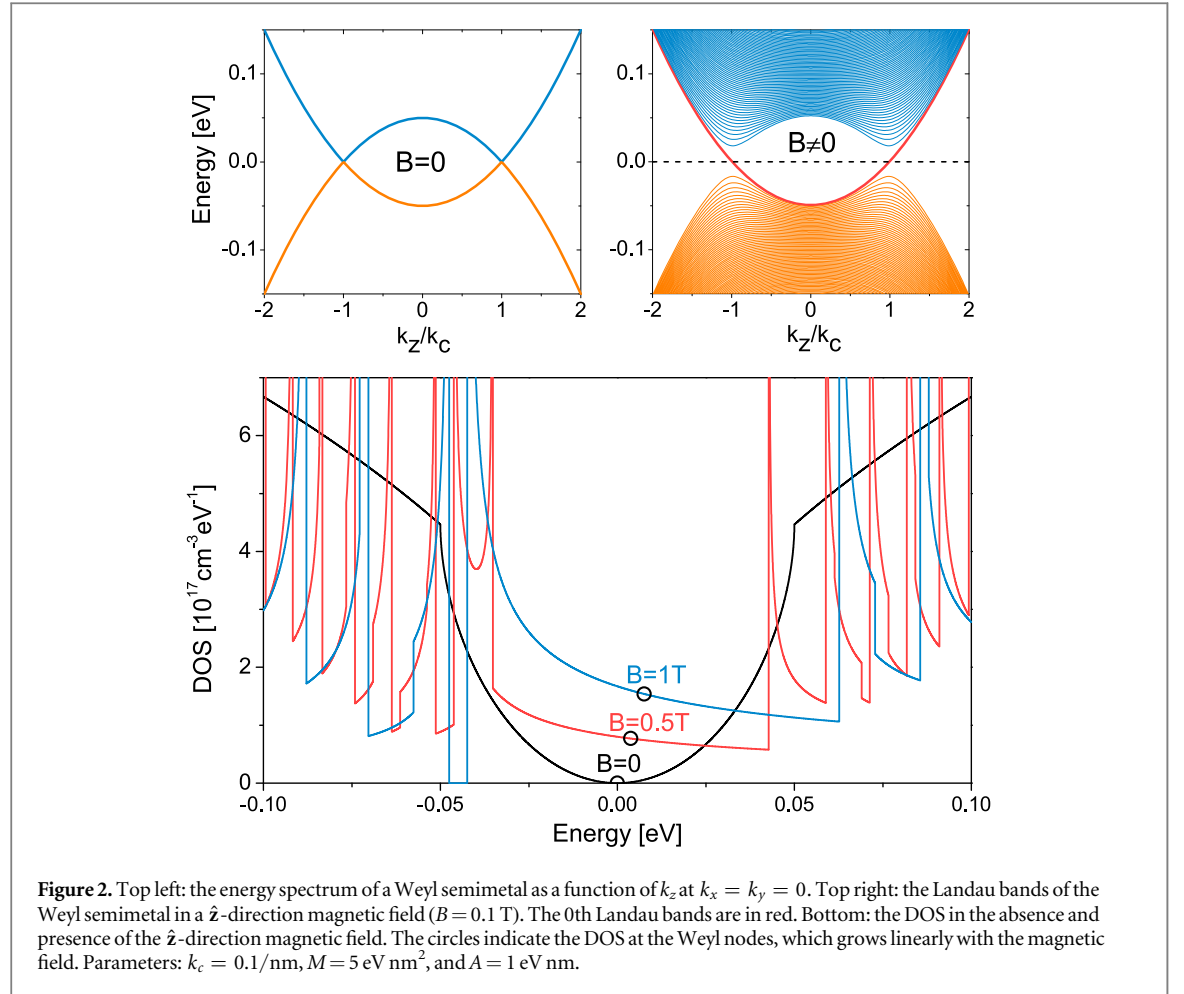 0.1
0.0
-0.1
Energy [eV]
B=0
-2 -1 0 1 2
k_z/k_C
0.1
0.0
-0.1
B≠0
-2 -1 0 1 2
k_z/k_C
6
4
2
0
DOS [10^17 cm^-3 eV^-1]
B=1T
B=0.5T
B=0
-0.10 -0.05 0.00 0.05 0.10
Energy [eV]
Figure 2. Top left: the energy spectrum of a Weyl semimetal as a function of k_z at k_x = k_y = 0. Top right: the Landau bands of the
Weyl semimetal in a ẑ-direction magnetic field (B = 0.1 T). The 0th Landau bands are in red. Bottom: the DOS in the absence and
presence of the ẑ-direction magnetic field. The circles indicate the DOS at the Weyl nodes, which grows linearly with the magnetic
field. Parameters: k_c = 0.1/nm, M = 5 eV nm², and A = 1 eV nm.